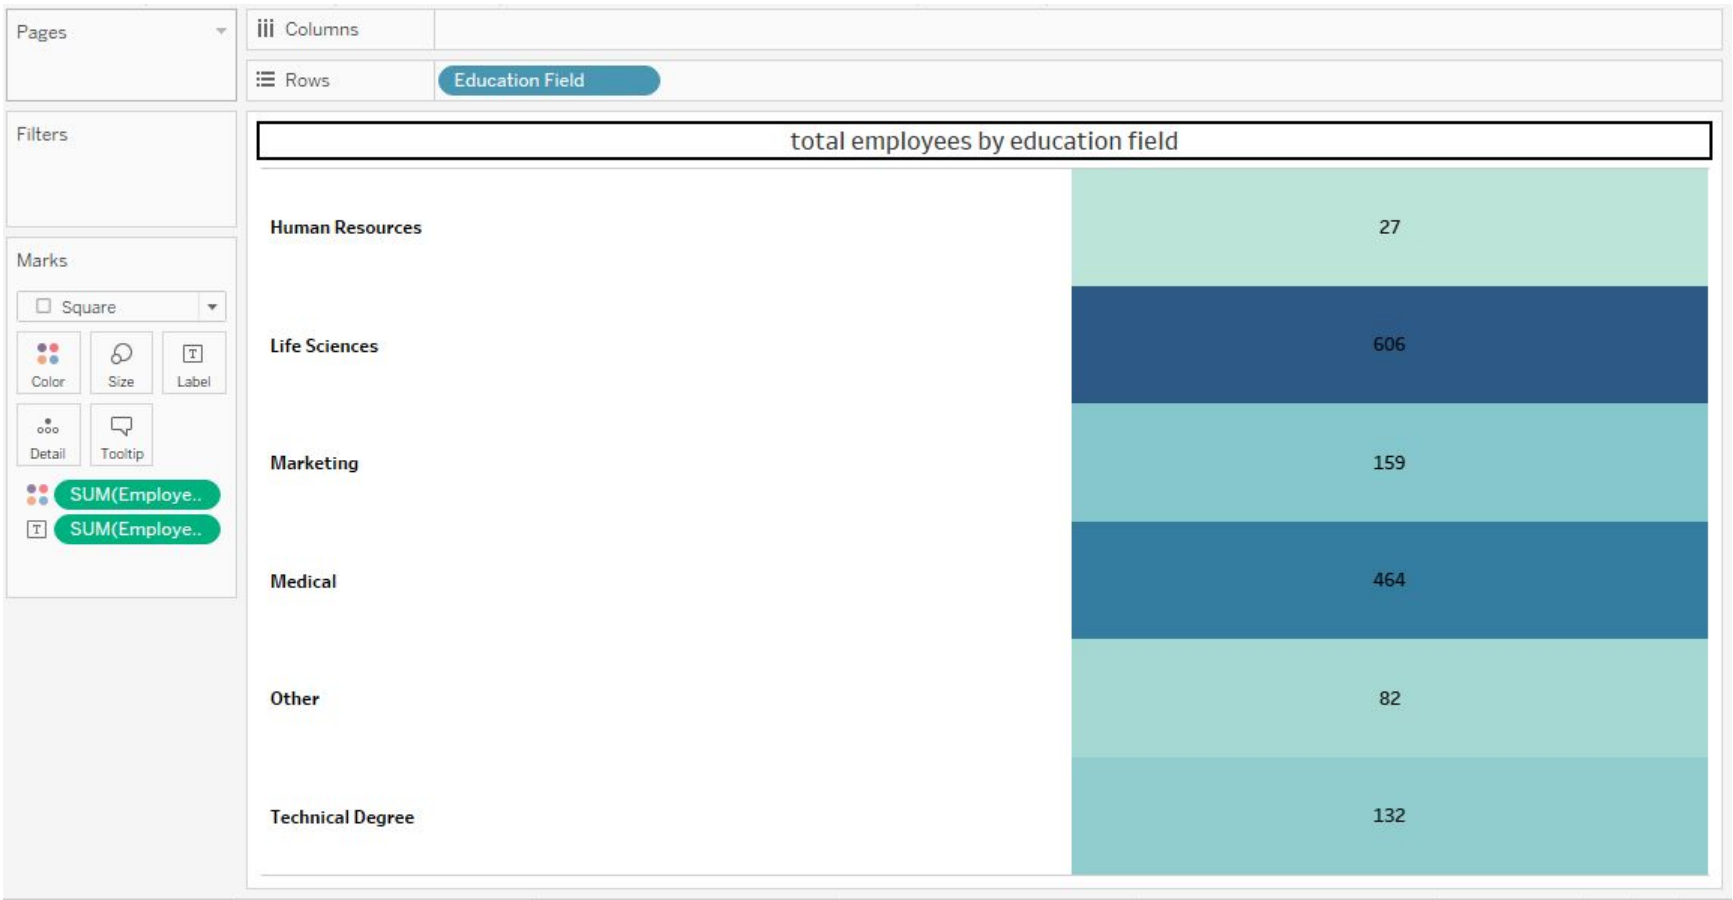 Pages
Columns
Rows
Education Field
Filters
total employees by education field
Human Resources
27
Marks
Square
Life Sciences
606
Color
Size
Label
Detail
Tooltip
Marketing
159
SUM(Employe..
SUM(Employe..
Medical
464
Other
82
Technical Degree
132